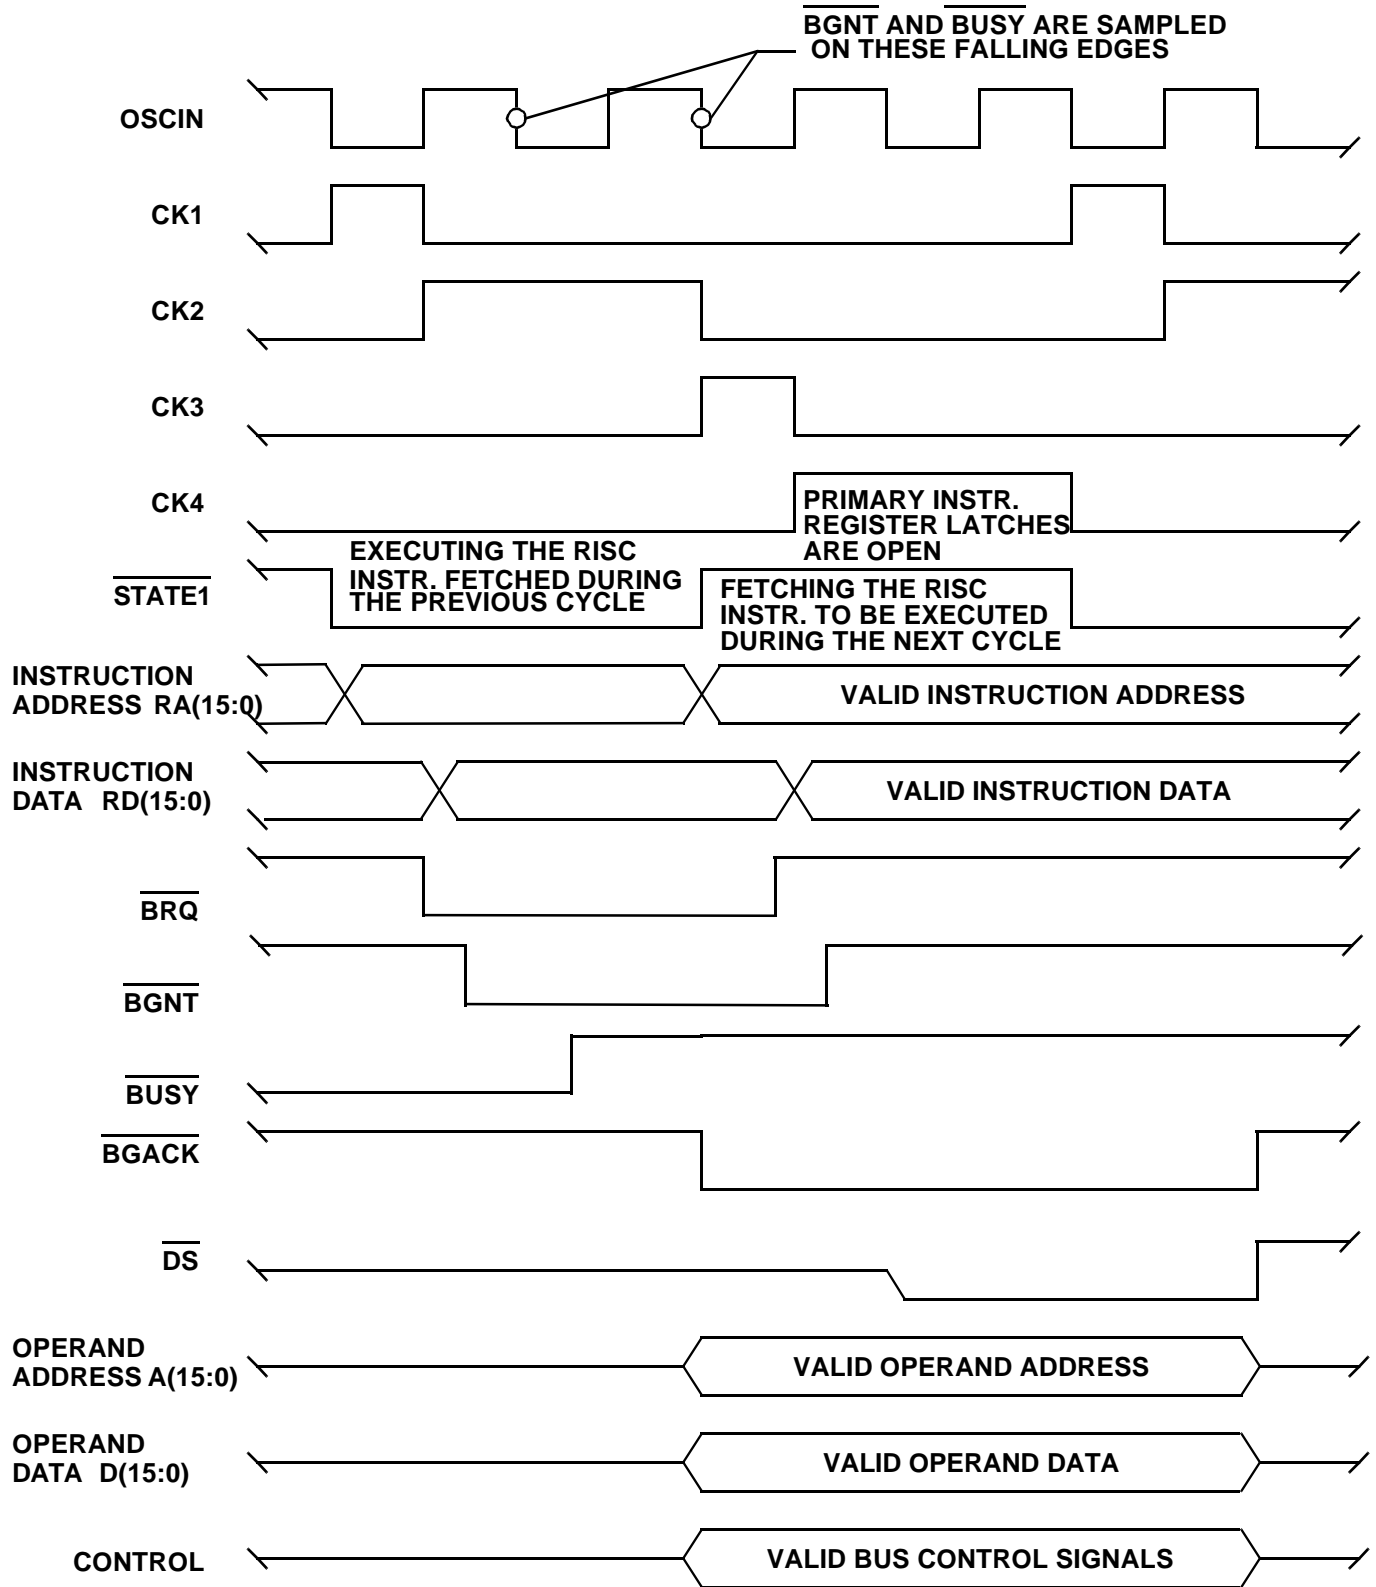 BGNT AND BUSY ARE SAMPLED
ON THESE FALLING EDGES
OSCIN
CK1
CK2
CK3
CK4
PRIMARY INSTR.
REGISTER LATCHES
ARE OPEN
EXECUTING THE RISC
INSTR. FETCHED DURING
THE PREVIOUS CYCLE
STATE1
FETCHING THE RISC
INSTR. TO BE EXECUTED
DURING THE NEXT CYCLE
INSTRUCTION
ADDRESS RA(15:0)
VALID INSTRUCTION ADDRESS
INSTRUCTION
DATA RD(15:0)
VALID INSTRUCTION DATA
BRQ
BGNT
BUSY
BGACK
DS
OPERAND
ADDRESS A(15:0)
VALID OPERAND ADDRESS
OPERAND
DATA D(15:0)
VALID OPERAND DATA
CONTROL
VALID BUS CONTROL SIGNALS